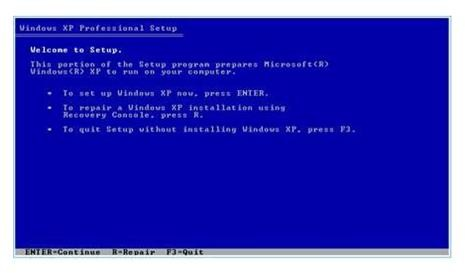 Windows XP Professional Setup
Welcome to Setup.
This portion of the Setup program prepares Microsoft(R)
Windows(R) XP to run on your computer.
• To set up Windows XP now, press ENTER.
• To repair a Windows XP installation using
Recovery Console, press R.
• To quit Setup without installing Windows XP, press F3.
ENTER=Continue R=Repair F3=Quit